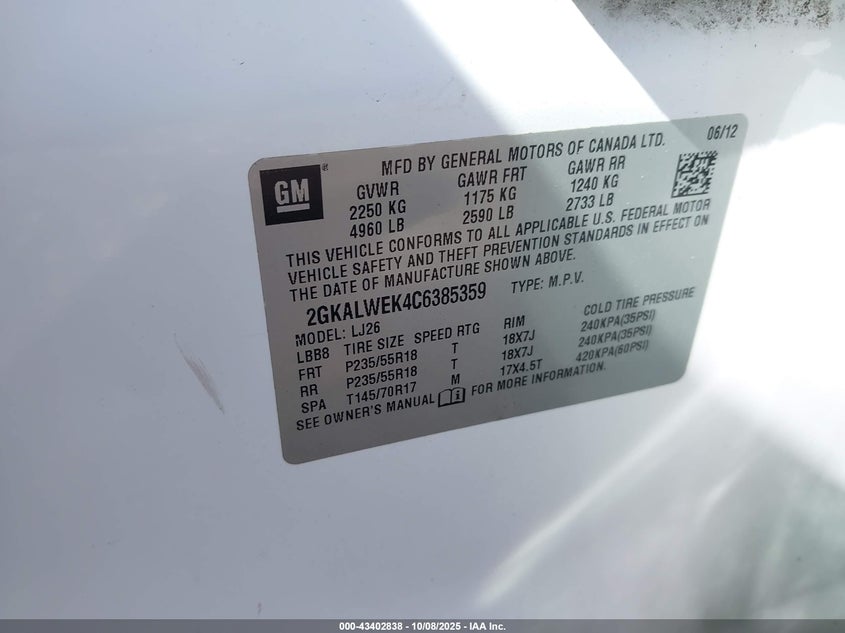 06/12
MFD BY GENERAL MOTORS OF CANADA LTD.
GM ®
GVWR GAWR FRT GAWR RR
2250 KG 1175 KG 1240 KG
4960 LB 2590 LB 2733 LB
THIS VEHICLE CONFORMS TO ALL APPLICABLE U.S. FEDERAL MOTOR
VEHICLE SAFETY AND THEFT PREVENTION STANDARDS IN EFFECT ON
THE DATE OF MANUFACTURE SHOWN ABOVE.
2GKALWEK4C6385359 TYPE: M.P.V.
MODEL: LJ26
LBB8 TIRE SIZE SPEED RTG RIM COLD TIRE PRESSURE
FRT P235/55R18 T 18X7J 240KPA(35PSI)
RR P235/55R18 T 18X7J 240KPA(35PSI)
SPA T145/70R17 M 17X4.5T 420KPA(60PSI)
SEE OWNER'S MANUAL i FOR MORE INFORMATION.
000-43402838 - 10/08/2025 - IAA Inc.